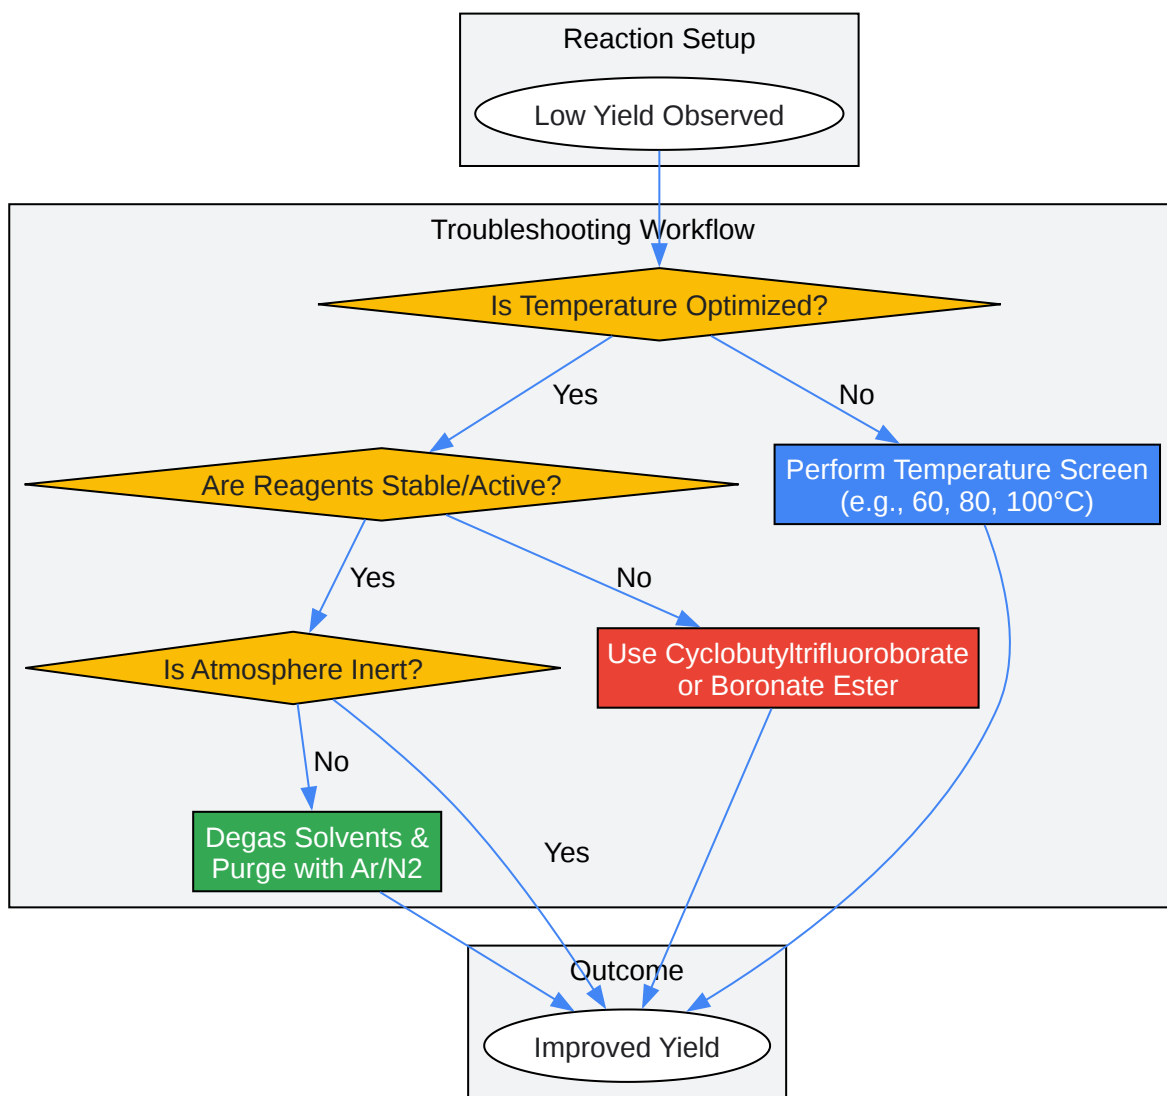 Reaction Setup
Low Yield Observed
Troubleshooting Workflow
Is Temperature Optimized?
Yes
No
Are Reagents Stable/Active?
Perform Temperature Screen
(e.g., 60, 80, 100°C)
Yes
No
Is Atmosphere Inert?
Use Cyclobutyltrifluoroborate
or Boronate Ester
No
Degas Solvents &
Purge with Ar/N2
Yes
Outcome
Improved Yield